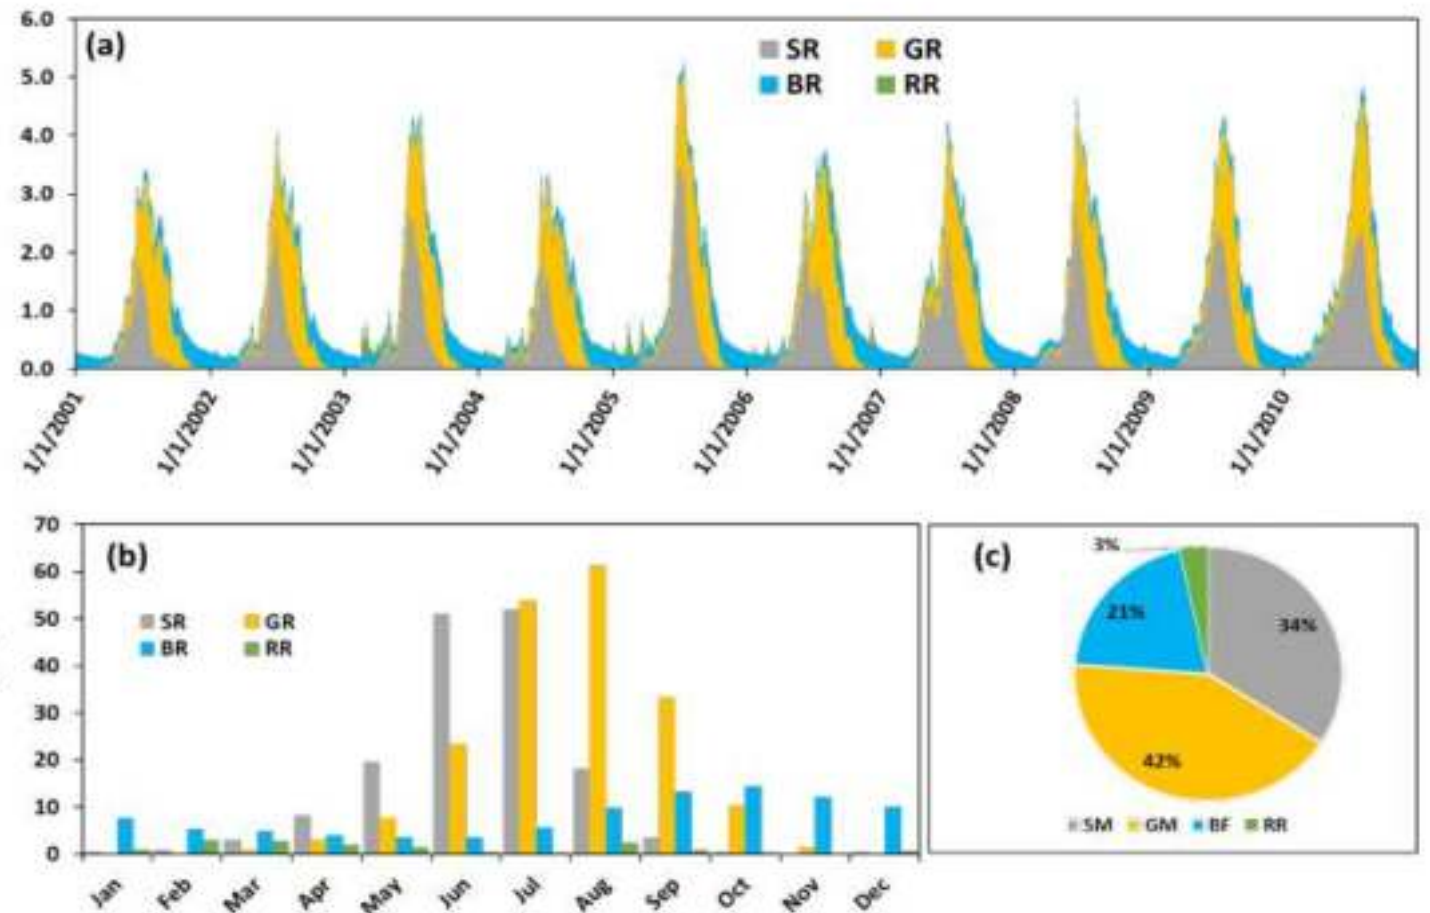 6.0
(a)
SR GR
BR RR
5.0
4.0
3.0
2.0
1.0
0.0
1/1/2001 1/1/2002 1/1/2003 1/1/2004 1/1/2005 1/1/2006 1/1/2007 1/1/2008 1/1/2009 1/1/2010
70
(b)
60
SR GR
BR RR
50
40
30
20
10
0
Jan Feb Mar Apr May Jun Jul Aug Sep Oct Nov Dec
(c)
3%
21%
34%
42%
SM GM BF RR